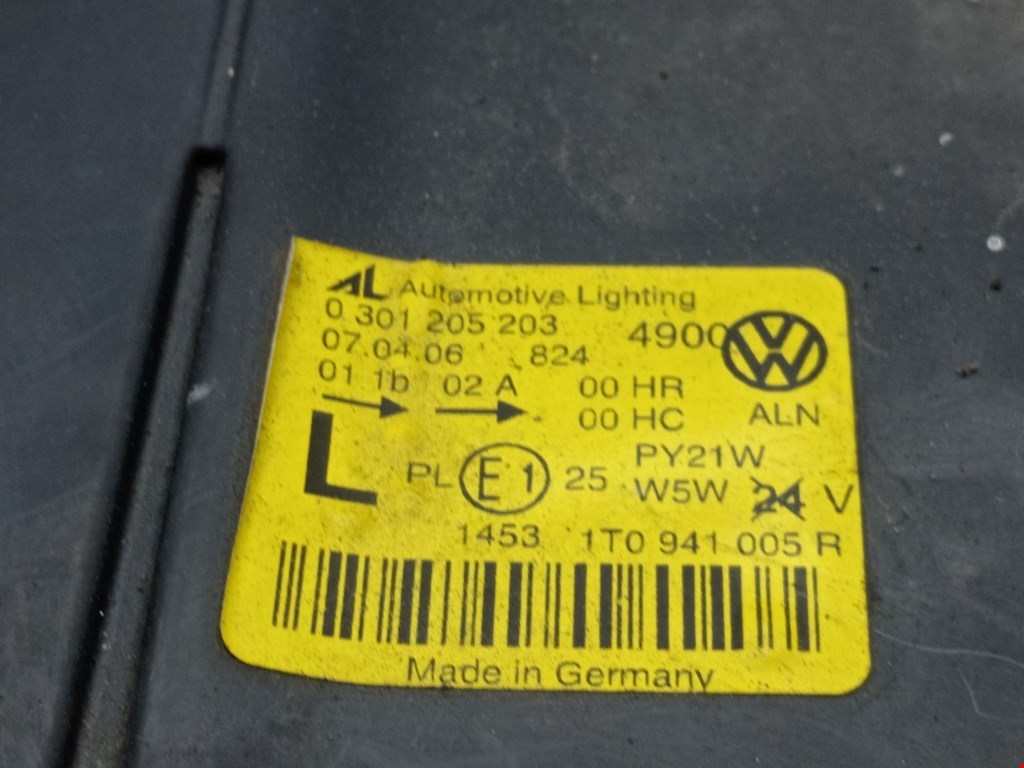 AL Automotive Lighting
0 301 205 203 4900
07.04.06 824
01 1b 02 A 00 HR
00 HC ALN
L PL E1 25 PY21W
W5W 24 V
1453 1T0 941 005 R
Made in Germany